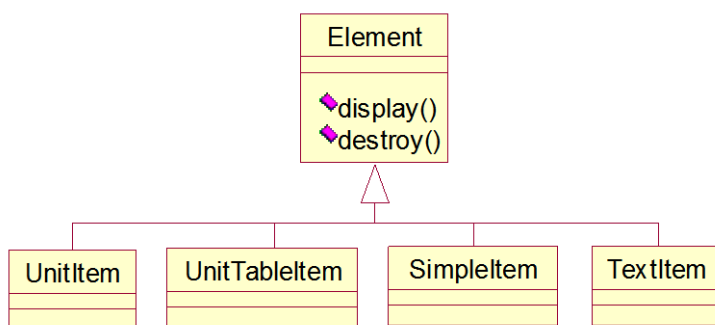 Element
display()
destroy()
UnitItem
UnitTableItem
SimpleItem
TextItem